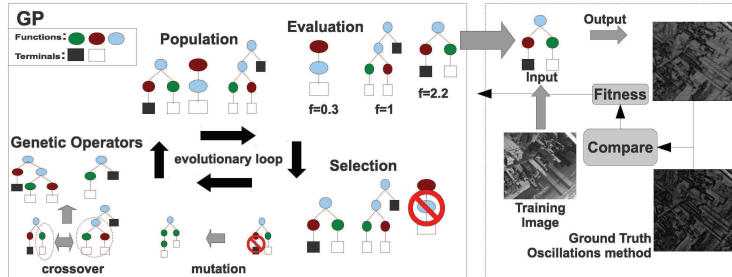 GP
Functions:
Terminals:
Population
Evaluation
f=0.3
f=1
f=2.2
Genetic Operators
evolutionary loop
Selection
crossover
mutation
Input
Output
Fitness
Compare
Training
Image
Ground Truth
Oscillations method